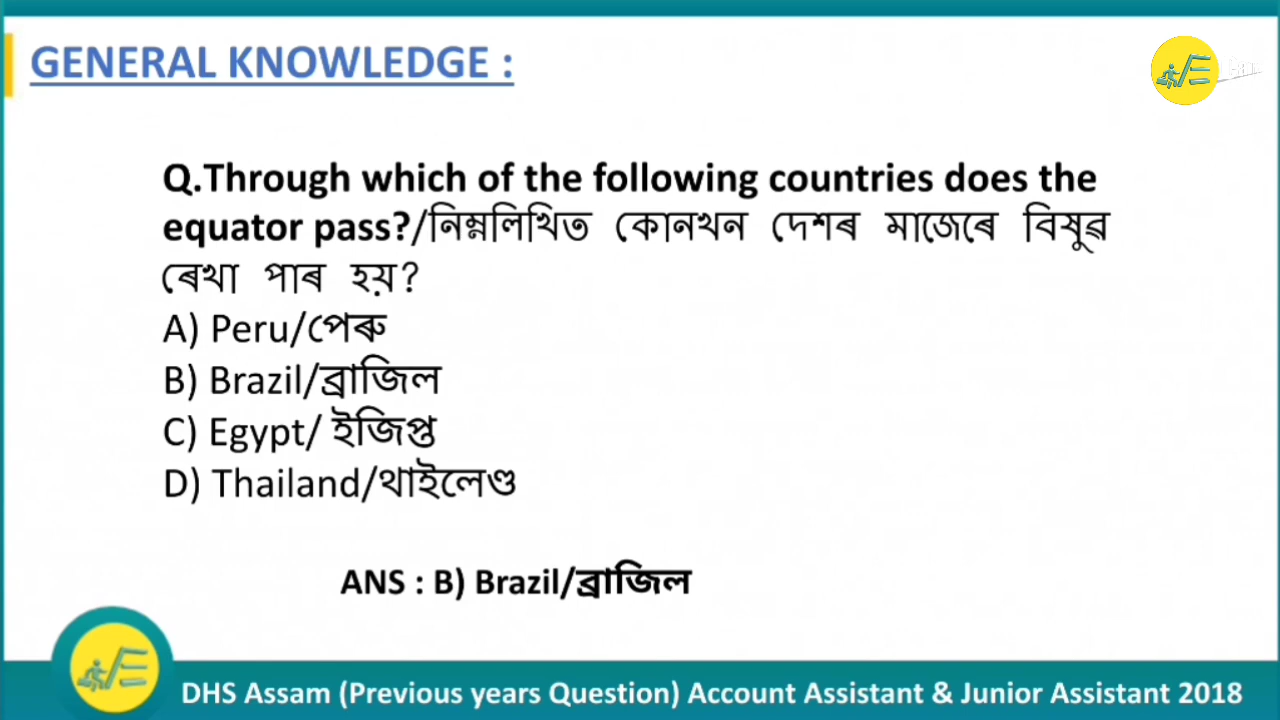 GENERAL KNOWLEDGE :
Q.Through which of the following countries does the
equator pass?/নিম্নলিখিত কোনখন দেশৰ মাজেৰে বিষুৱ
ৰেখা পাৰ হয়?
A) Peru/পেৰু
B) Brazil/ব্ৰাজিল
C) Egypt/ ইজিপ্ত
D) Thailand/থাইলেণ্ড
ANS : B) Brazil/ব্ৰাজিল
DHS Assam (Previous years Question) Account Assistant & Junior Assistant 2018